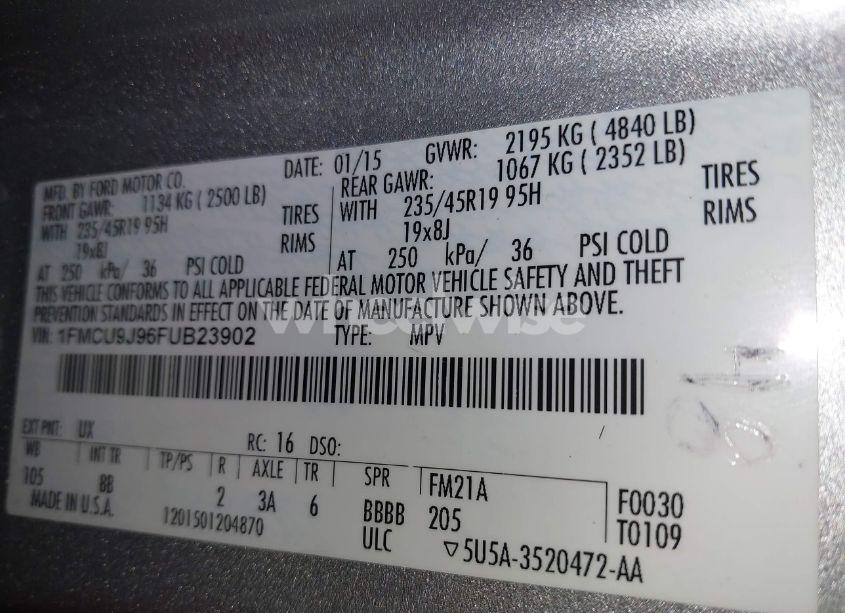 MFD. BY FORD MOTOR CO. DATE: 01/15 GVWR: 2195 KG ( 4840 LB)
FRONT GAWR: 1134 KG ( 2500 LB) REAR GAWR: 1067 KG ( 2352 LB)
WITH 235/45R19 95H TIRES WITH 235/45R19 95H TIRES
19x8J RIMS 19x8J RIMS
AT 250 kPa/ 36 PSI COLD AT 250 kPa/ 36 PSI COLD
THIS VEHICLE CONFORMS TO ALL APPLICABLE FEDERAL MOTOR VEHICLE SAFETY AND THEFT
PREVENTION STANDARDS IN EFFECT ON THE DATE OF MANUFACTURE SHOWN ABOVE.
VIN: 1FMCU9J96FUB23902 TYPE: MPV
EXT PNT: UX RC: 16 DSO:
WB INT TR TP/PS R AXLE TR SPR FM21A
105 BB 2 3A 6 BBBB 205 F0030
MADE IN U.S.A. 1201501204870 ULC T0109
5U5A-3520472-AA